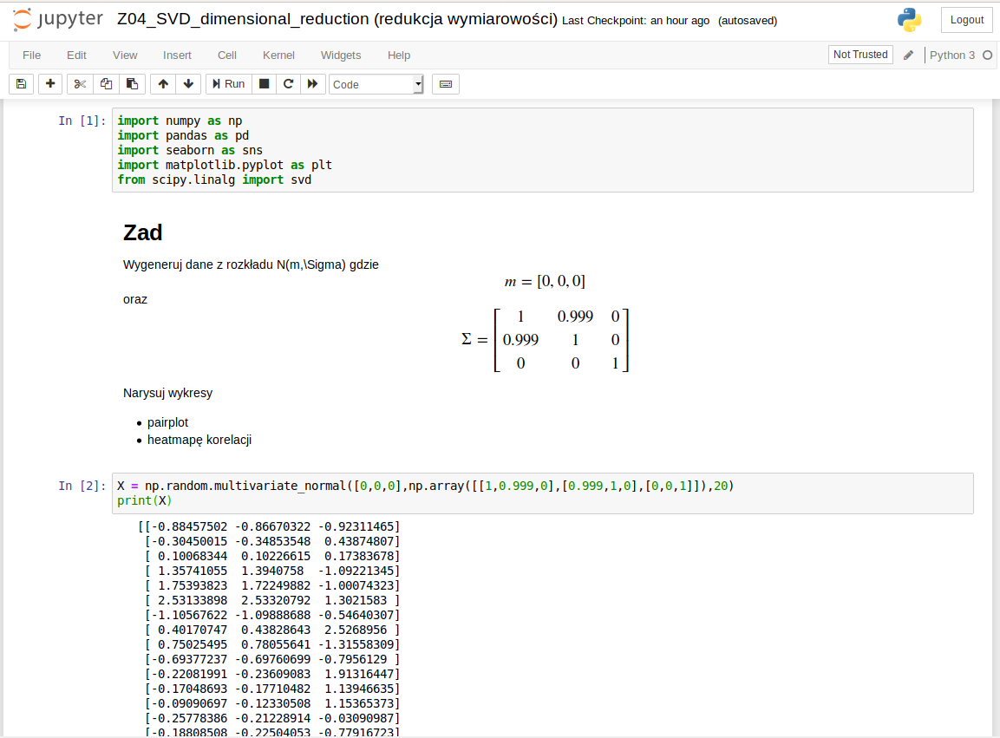 jupyter Z04_SVD_dimensional_reduction (redukcja wymiarowości) Last Checkpoint: an hour ago (autosaved) Logout
File Edit View Insert Cell Kernel Widgets Help Not Trusted Python 3
Run Code
In [1]: import numpy as np
import pandas as pd
import seaborn as sns
import matplotlib.pyplot as plt
from scipy.linalg import svd
Zad
Wygeneruj dane z rozkładu N(m,\Sigma) gdzie
m = [0, 0, 0]
oraz
Σ = [1 0.999 0
0.999 1 0
0 0 1]
Narysuj wykresy
• pairplot
• heatmapę korelacji
In [2]: X = np.random.multivariate_normal([0,0,0],np.array([[1,0.999,0],[0.999,1,0],[0,0,1]]),20)
print(X)
[[-0.88457502 -0.86670322 -0.92311465]
[-0.30450015 -0.34853548 0.43874807]
[ 0.10068344 0.10226615 0.17383678]
[ 1.35741055 1.3940758 -1.09221345]
[ 1.75393823 1.72249882 -1.00074323]
[ 2.53133898 2.53320792 1.3021583 ]
[-1.10567622 -1.09888688 -0.54640307]
[ 0.40170747 0.43828643 2.5268956 ]
[ 0.75025495 0.78055641 -1.31558309]
[-0.69377237 -0.69760699 -0.7956129 ]
[-0.22081991 -0.23609083 1.91316447]
[-0.17048693 -0.17710482 1.13946635]
[-0.09090697 -0.12330508 1.15365373]
[-0.25778386 -0.21228914 -0.03090987]
[-0.18808508 -0.22504053 -0.77916723]